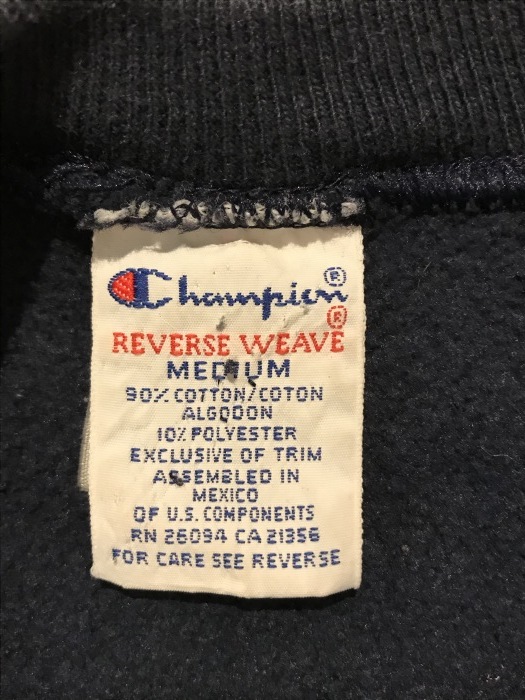 Champion®
REVERSE WEAVE®
MEDIUM
90% COTTON/COTON
ALGODON
10% POLYESTER
EXCLUSIVE OF TRIM
ASSEMBLED IN
MEXICO
OF U.S. COMPONENTS
RN 26094 CA 21356
FOR CARE SEE REVERSE